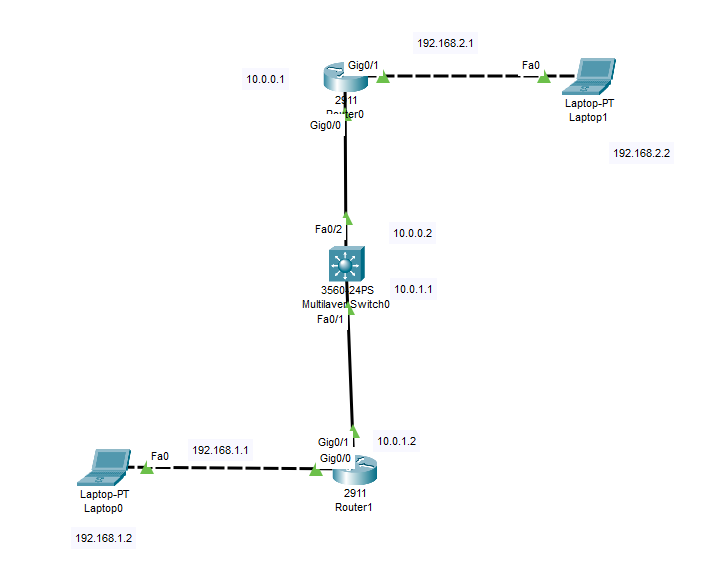 192.168.2.1
Gig0/1
Fa0
10.0.0.1
2911
Router0
Laptop-PT
Laptop1
Gig0/0
192.168.2.2
Fa0/2
10.0.0.2
3560-24PS
10.0.1.1
Multilayer Switch0
Fa0/1
Gig0/1
10.0.1.2
192.168.1.1
Fa0
Gig0/0
Laptop-PT
Laptop0
2911
Router1
192.168.1.2